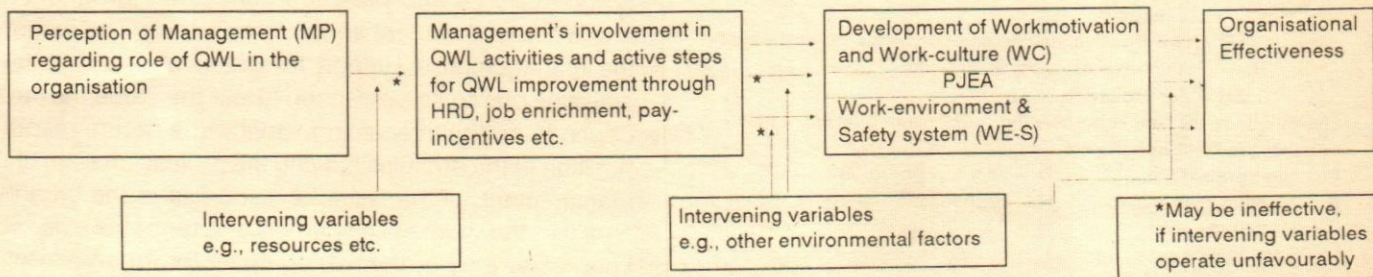 Perception of Management (MP)
regarding role of QWL in the
organisation
*
Management's involvement in
QWL activities and active steps
for QWL improvement through
HRD, job enrichment, pay-
incentives etc.
*
*
Development of Workmotivation
and Work-culture (WC)
PJEA
Work-environment &
Safety system (WE-S)
*
*
Organisational
Effectiveness
Intervening variables
e.g., resources etc.
Intervening variables
e.g., other environmental factors
*May be ineffective,
if intervening variables
operate unfavourably